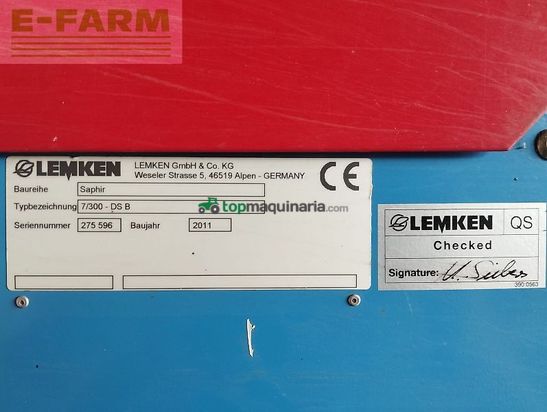 E-FARM
LEMKEN
LEMKEN GmbH & Co. KG
Weseler Strasse 5, 46519 Alpen - GERMANY
CE
Baureihe Saphir
Typbezeichnung 7/300 - DS B
topmaquinaria.com
Seriennummer 275 596 Baujahr 2011
LEMKEN QS
Checked
Signature:
390 0563